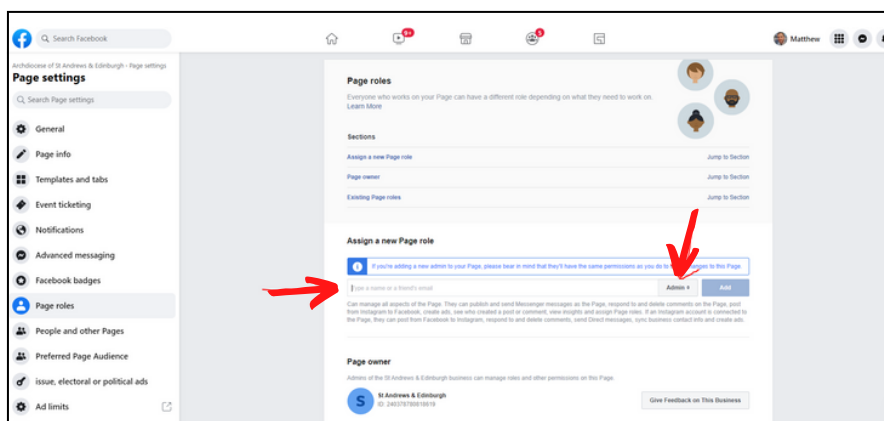 Search Facebook
9+
5
Matthew
Archdiocese of St Andrews & Edinburgh - Page settings
Page settings
Search Page settings
General
Page info
Templates and tabs
Event ticketing
Notifications
Advanced messaging
Facebook badges
Page roles
People and other Pages
Preferred Page Audience
issue, electoral or political ads
Ad limits
Page roles
Everyone who works on your Page can have a different role depending on what they need to work on.
Learn More
Sections
Assign a new Page role Jump to Section
Page owner Jump to Section
Existing Page roles Jump to Section
Assign a new Page role
If you're adding a new admin to your Page, please bear in mind that they'll have the same permissions as you do to changes to this Page.
Type a name or a friend's email Admin Add
Can manage all aspects of the Page. They can publish and send Messenger messages as the Page, respond to and delete comments on the Page, post
from Instagram to Facebook, create ads, see who created a post or comment, view insights and assign Page roles. If an Instagram account is connected to
the Page, they can post from Facebook to Instagram, respond to and delete comments, send Direct messages, sync business contact info and create ads.
Page owner
Admins of the St Andrews & Edinburgh business can manage roles and other permissions on this Page.
S
St Andrews & Edinburgh
Give Feedback on This Business